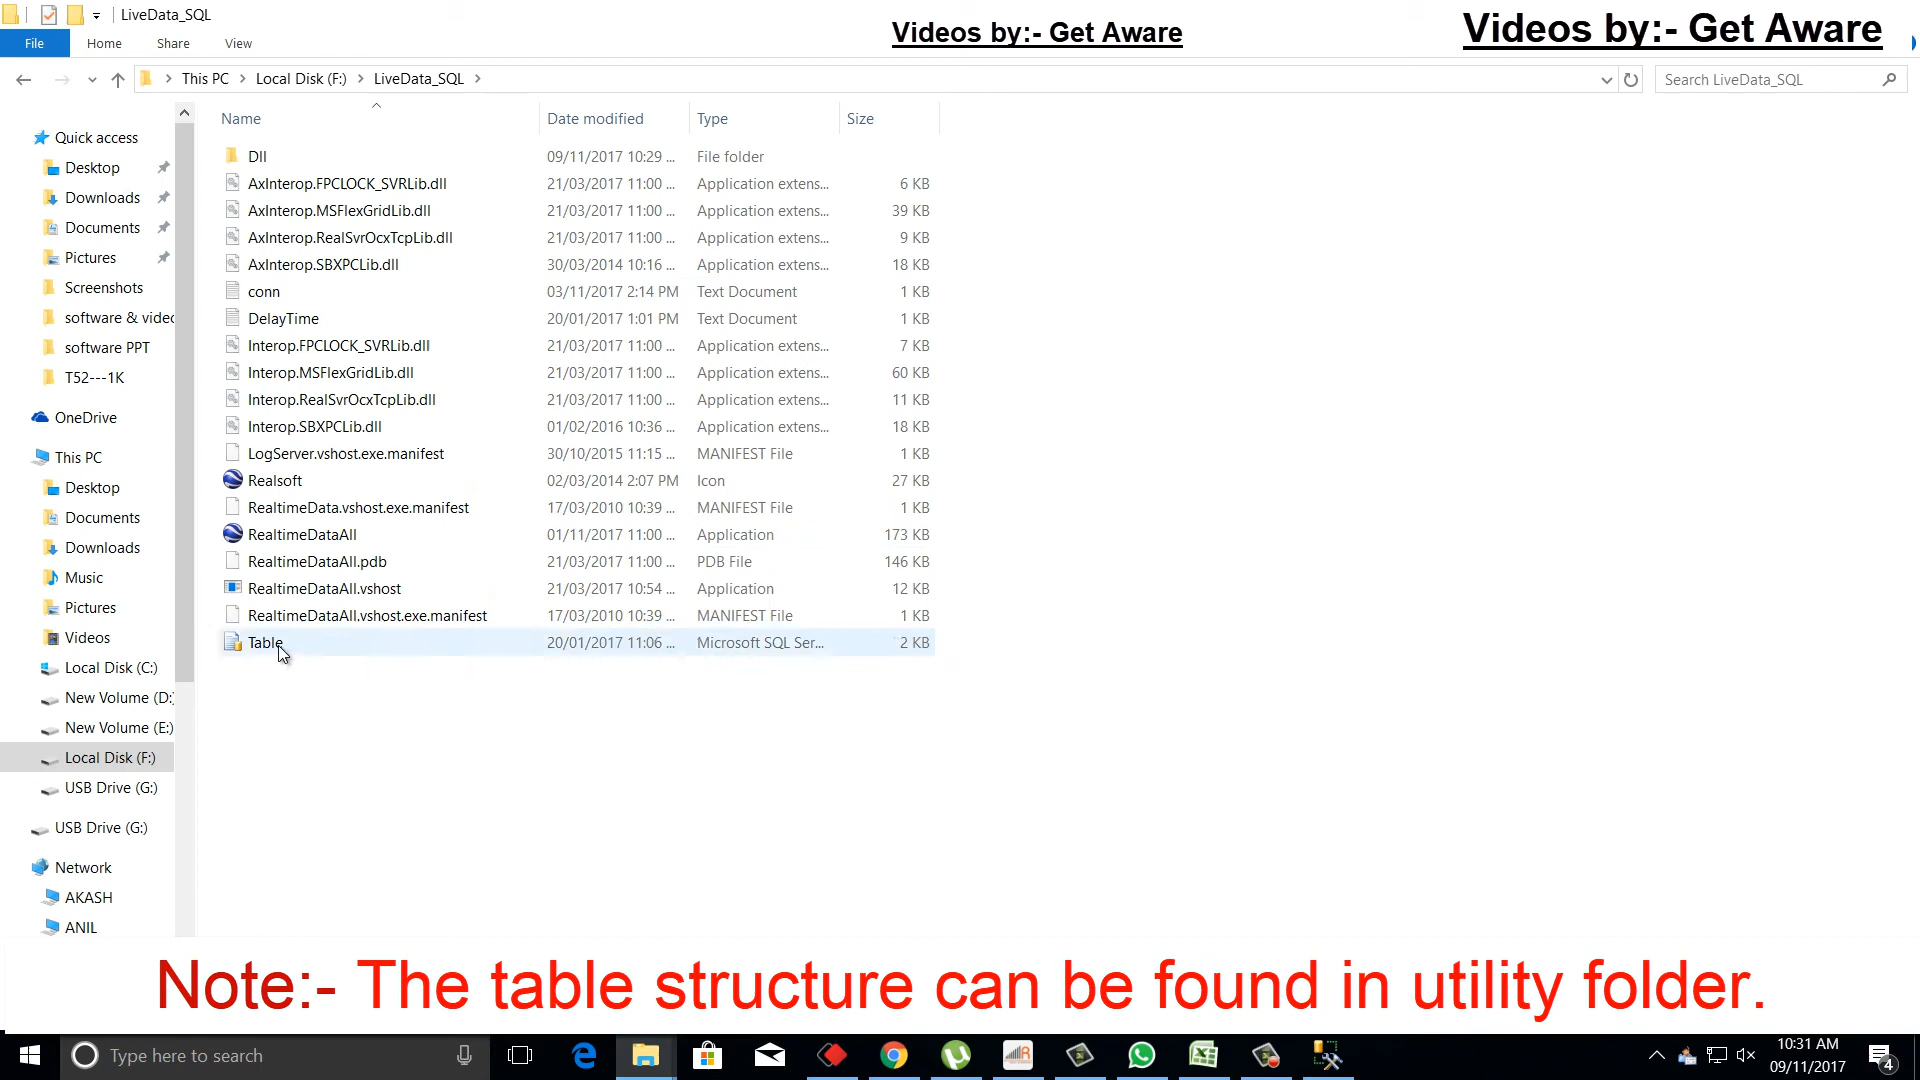 LiveData_SQL
Videos by:- Get Aware
Videos by:- Get Aware
File Home Share View
This PC Local Disk (F:) LiveData_SQL
Search LiveData_SQL
Name Date modified Type Size
Quick access
Desktop
Downloads
Documents
Pictures
Screenshots
software & videc
software PPT
T52---1K
OneDrive
This PC
Desktop
Documents
Downloads
Music
Pictures
Videos
Local Disk (C:)
New Volume (D:)
New Volume (E:)
Local Disk (F:)
USB Drive (G:)
USB Drive (G:)
Network
AKASH
ANIL
Dll 09/11/2017 10:29 ... File folder
AxInterop.FPCLOCK_SVRLib.dll 21/03/2017 11:00 ... Application extens... 6 KB
AxInterop.MSFlexGridLib.dll 21/03/2017 11:00 ... Application extens... 39 KB
AxInterop.RealSvrOcxTcpLib.dll 21/03/2017 11:00 ... Application extens... 9 KB
AxInterop.SBXPCLib.dll 30/03/2014 10:16 ... Application extens... 18 KB
conn 03/11/2017 2:14 PM Text Document 1 KB
DelayTime 20/01/2017 1:01 PM Text Document 1 KB
Interop.FPCLOCK_SVRLib.dll 21/03/2017 11:00 ... Application extens... 7 KB
Interop.MSFlexGridLib.dll 21/03/2017 11:00 ... Application extens... 60 KB
Interop.RealSvrOcxTcpLib.dll 21/03/2017 11:00 ... Application extens... 11 KB
Interop.SBXPCLib.dll 01/02/2016 10:36 ... Application extens... 18 KB
LogServer.vshost.exe.manifest 30/10/2015 11:15 ... MANIFEST File 1 KB
Realsoft 02/03/2014 2:07 PM Icon 27 KB
RealtimeData.vshost.exe.manifest 17/03/2010 10:39 ... MANIFEST File 1 KB
RealtimeDataAll 01/11/2017 11:00 ... Application 173 KB
RealtimeDataAll.pdb 21/03/2017 11:00 ... PDB File 146 KB
RealtimeDataAll.vshost 21/03/2017 10:54 ... Application 12 KB
RealtimeDataAll.vshost.exe.manifest 17/03/2010 10:39 ... MANIFEST File 1 KB
Table 20/01/2017 11:06 ... Microsoft SQL Ser... 2 KB
Note:- The table structure can be found in utility folder.
Type here to search
10:31 AM
09/11/2017
4